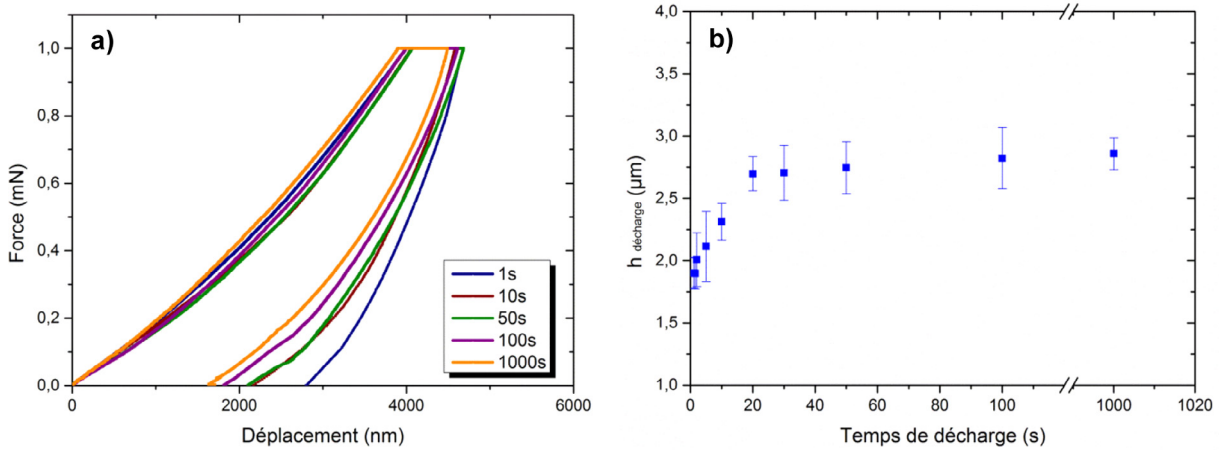 a)
1,0
0,8
0,6
0,4
0,2
0,0
Force (mN)
0
2000
4000
6000
Déplacement (nm)
1s
10s
50s
100s
1000s
b)
4,0
3,5
3,0
2,5
2,0
1,5
1,0
h décharge (µm)
0
20
40
60
80
100
1000
1020
Temps de décharge (s)